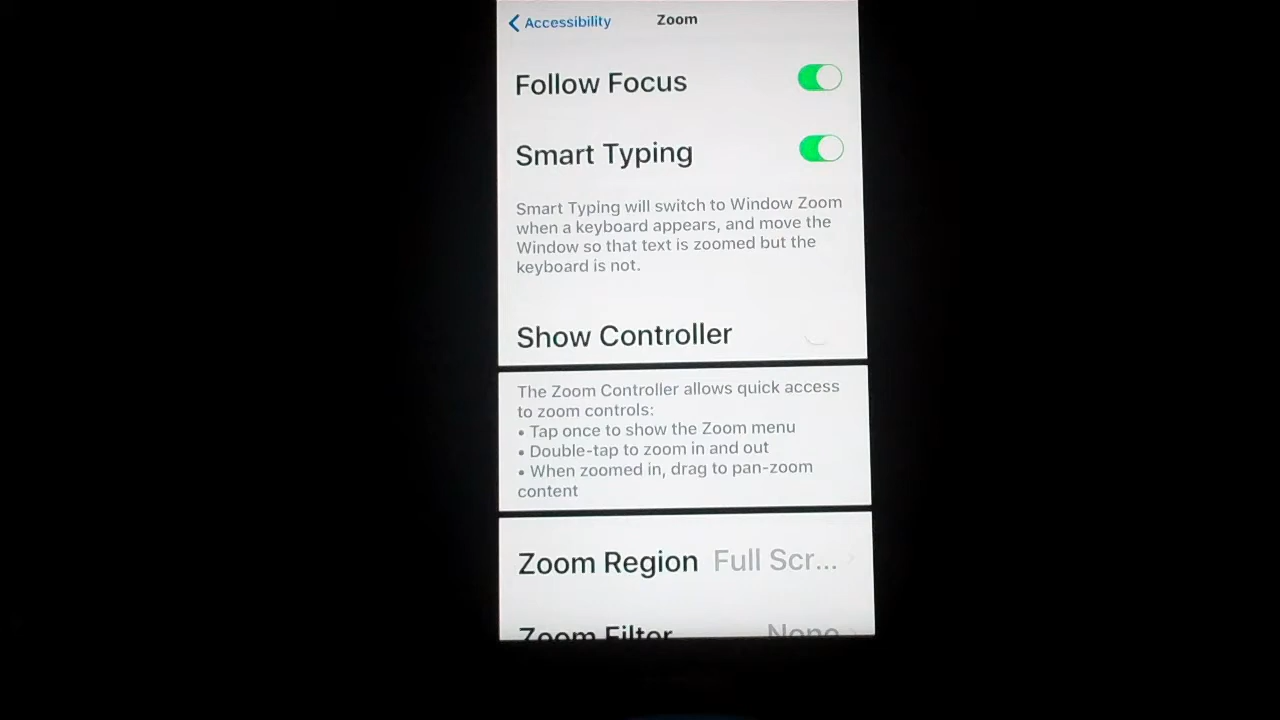 Accessibility Zoom
Follow Focus
Smart Typing
Smart Typing will switch to Window Zoom
when a keyboard appears, and move the
Window so that text is zoomed but the
keyboard is not.
Show Controller
The Zoom Controller allows quick access
to zoom controls:
• Tap once to show the Zoom menu
• Double-tap to zoom in and out
• When zoomed in, drag to pan-zoom
content
Zoom Region Full Scr...
Zoom Filter None